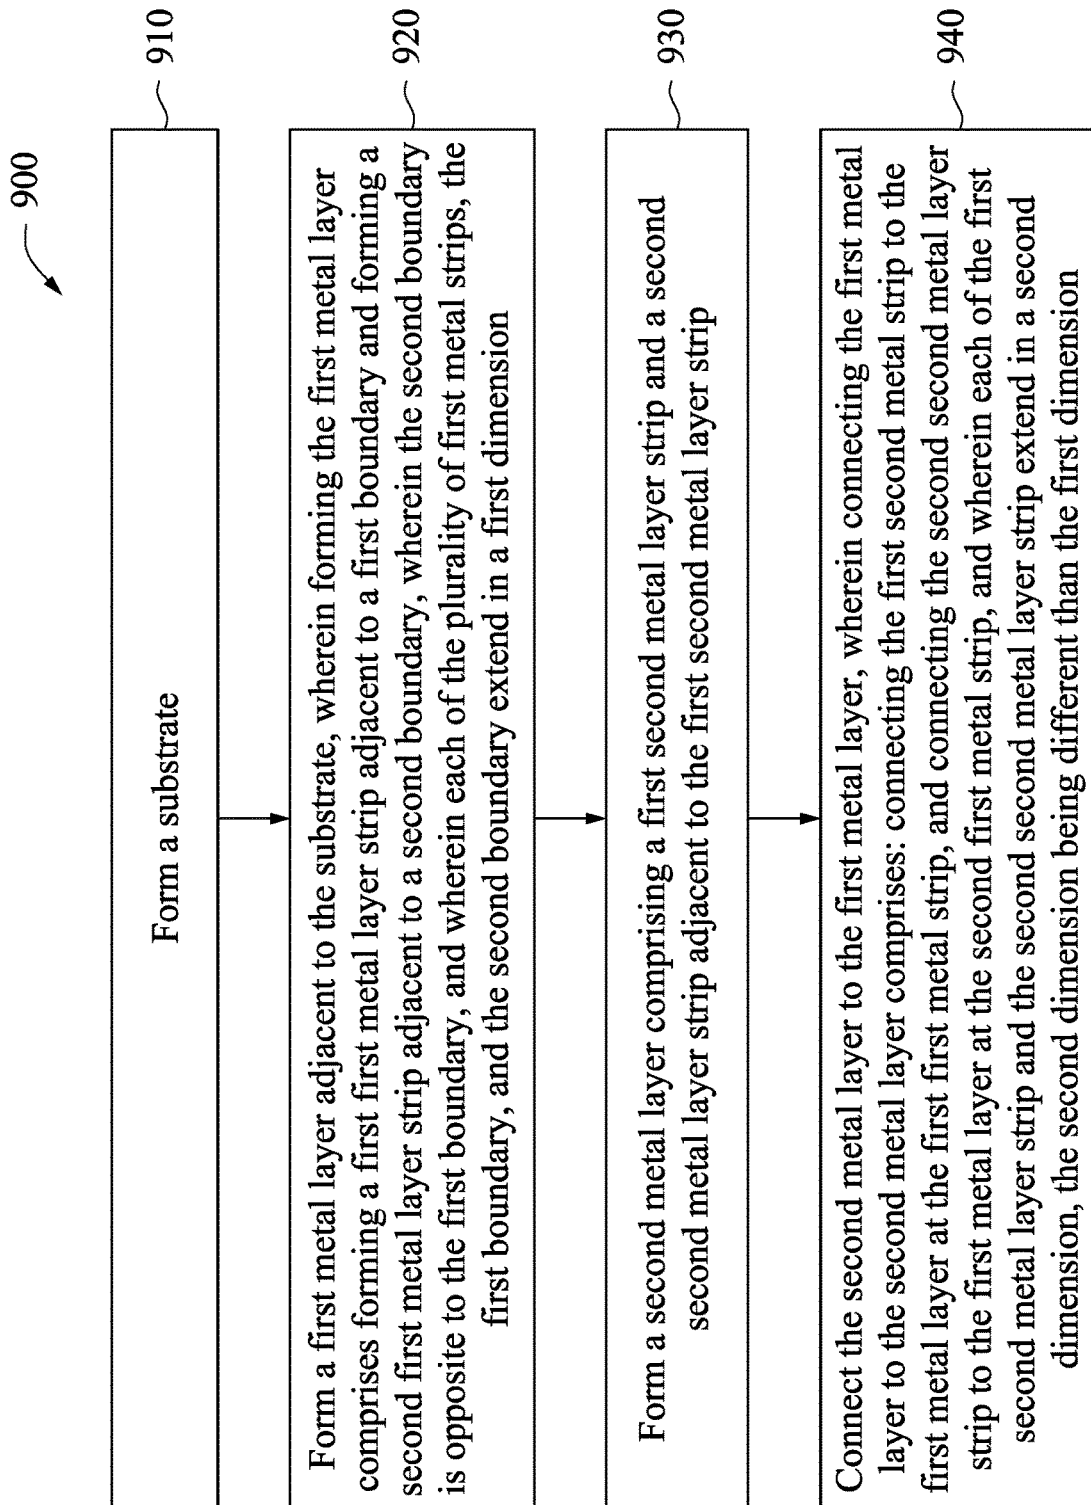 900
910
Form a substrate
920
Form a first metal layer adjacent to the substrate, wherein forming the first metal layer
comprises forming a first first metal layer strip adjacent to a first boundary and forming a
second first metal layer strip adjacent to a second boundary, wherein the second boundary
is opposite to the first boundary, and wherein each of the plurality of first metal strips, the
first boundary, and the second boundary extend in a first dimension
930
Form a second metal layer comprising a first second metal layer strip and a second
second metal layer strip adjacent to the first second metal layer strip
940
Connect the second metal layer to the first metal layer, wherein connecting the first metal
layer to the second metal layer comprises: connecting the first second metal strip to the
first metal layer at the first first metal strip, and connecting the second second metal layer
strip to the first metal layer at the second first metal strip, and wherein each of the first
second metal layer strip and the second second metal layer strip extend in a second
dimension, the second dimension being different than the first dimension